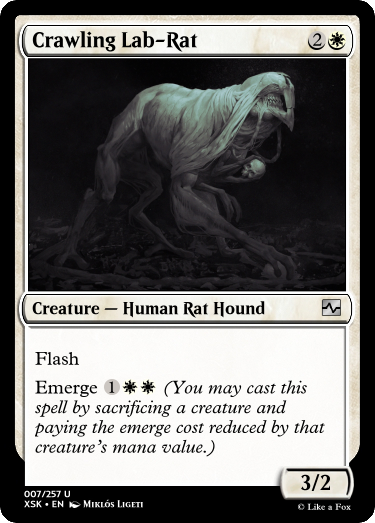 Crawling Lab-Rat 2
Creature — Human Rat Hound
Flash
Emerge 1 (You may cast this
spell by sacrificing a creature and
paying the emerge cost reduced by that
creature's mana value.)
3/2
007/257 U
XSK • EN Miklós Ligeti
© Like a Fox